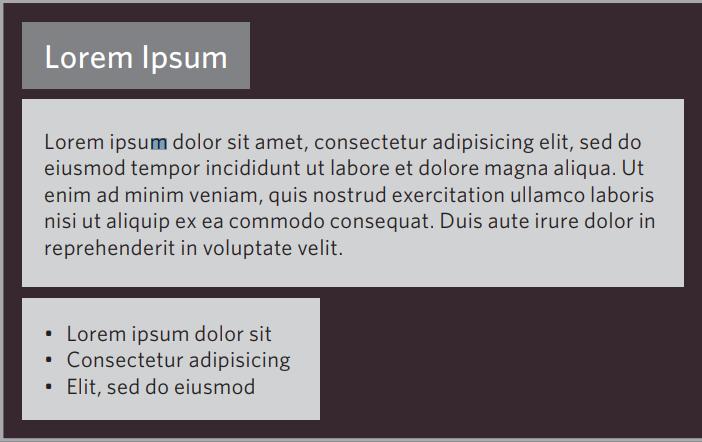 Lorem Ipsum
Lorem ipsum dolor sit amet, consectetur adipisicing elit, sed do
eiusmod tempor incididunt ut labore et dolore magna aliqua. Ut
enim ad minim veniam, quis nostrud exercitation ullamco laboris
nisi ut aliquip ex ea commodo consequat. Duis aute irure dolor in
reprehenderit in voluptate velit.
• Lorem ipsum dolor sit
• Consectetur adipisicing
• Elit, sed do eiusmod